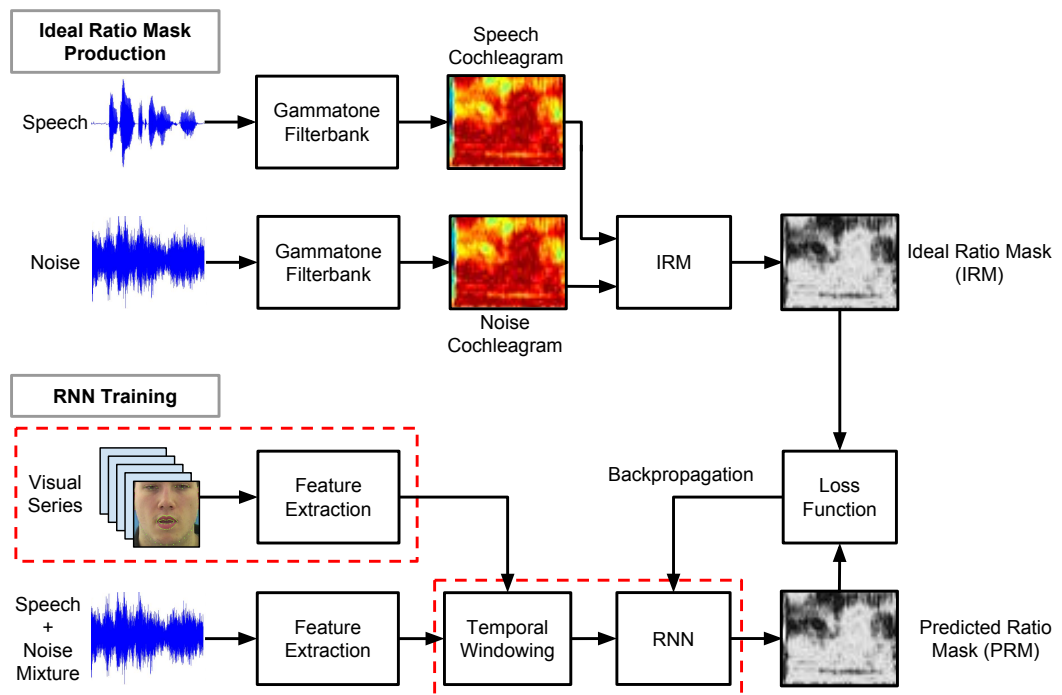 Ideal Ratio Mask
Production
Speech
Gammatone
Filterbank
Speech
Cochleagram
Noise
Gammatone
Filterbank
Noise
Cochleagram
IRM
Ideal Ratio Mask
(IRM)
RNN Training
Visual
Series
Feature
Extraction
Backpropagation
Loss
Function
Speech
+
Noise
Mixture
Feature
Extraction
Temporal
Windowing
RNN
Predicted Ratio
Mask (PRM)